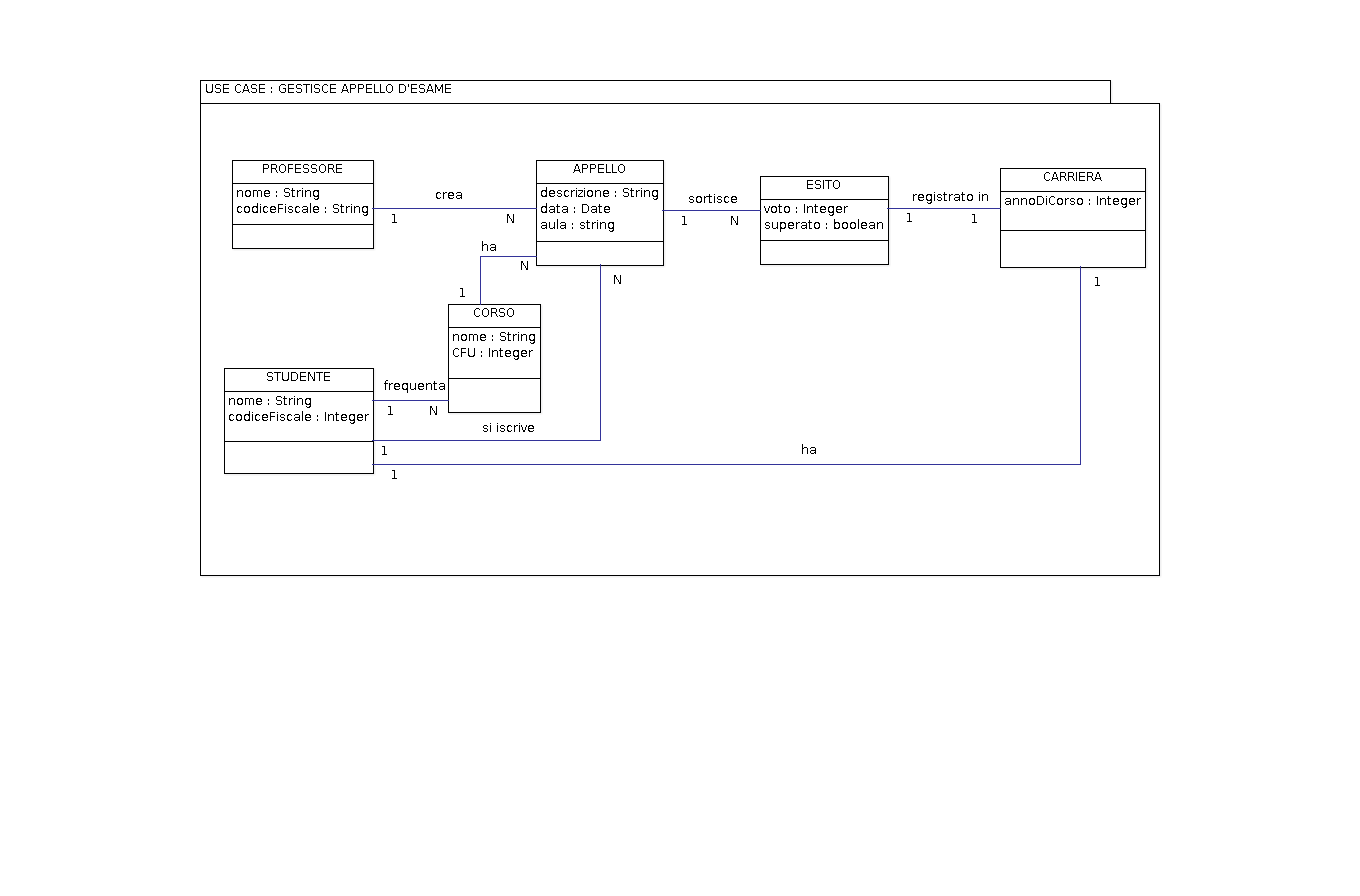 USE CASE : GESTISCE APPELLO D'ESAME
PROFESSORE
nome : String
codiceFiscale : String
1
crea
N
APPELLO
descrizione : String
data : Date
aula : string
sortisce
1
N
ESITO
voto : Integer
superato : boolean
registrato in
1
1
CARRIERA
annoDiCorso : Integer
ha
N
1
N
1
CORSO
nome : String
CFU : Integer
STUDENTE
nome : String
codiceFiscale : Integer
frequenta
1
N
si iscrive
1
ha
1